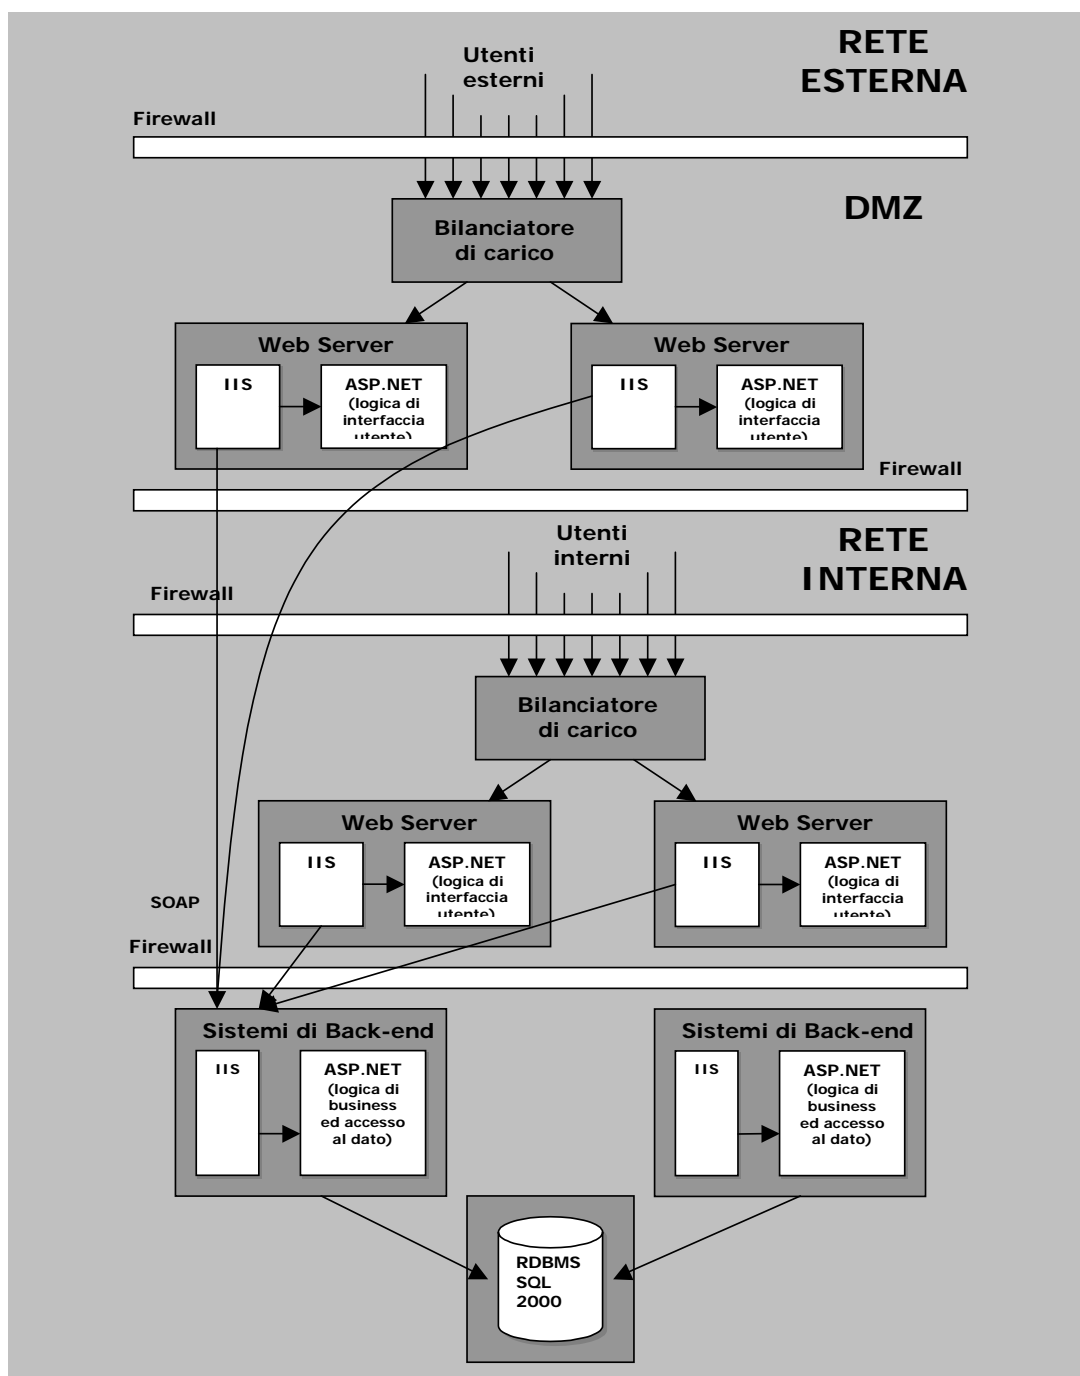 Utenti
esterni
RETE
ESTERNA
Firewall
DMZ
Bilanciatore
di carico
Web Server
IIS
ASP.NET
(logica di
interfaccia
utente)
Web Server
IIS
ASP.NET
(logica di
interfaccia
utente)
Firewall
Utenti
interni
RETE
INTERNA
Firewall
Bilanciatore
di carico
Web Server
IIS
ASP.NET
(logica di
interfaccia
utente)
Web Server
IIS
ASP.NET
(logica di
interfaccia
utente)
SOAP
Firewall
Sistemi di Back-end
IIS
ASP.NET
(logica di
business
ed accesso
al dato)
Sistemi di Back-end
IIS
ASP.NET
(logica di
business
ed accesso
al dato)
RDBMS
SQL
2000